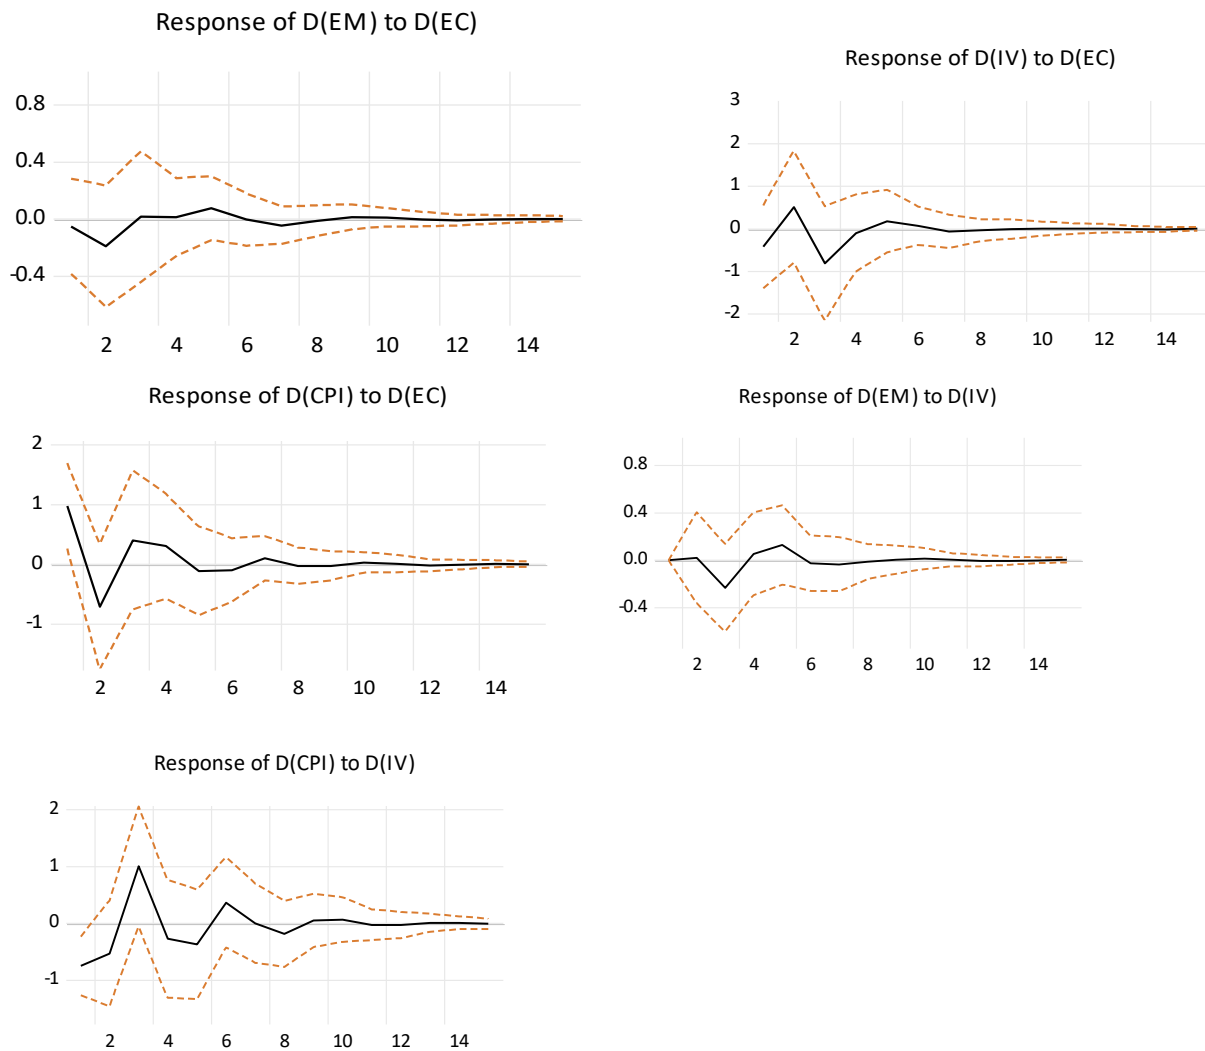 Response of D(EM) to D(EC)
0.8
0.4
0.0
-0.4
2 4 6 8 10 12 14
Response of D(IV) to D(EC)
3
2
1
0
-1
-2
2 4 6 8 10 12 14
Response of D(CPI) to D(EC)
2
1
0
-1
2 4 6 8 10 12 14
Response of D(EM) to D(IV)
0.8
0.4
0.0
-0.4
2 4 6 8 10 12 14
Response of D(CPI) to D(IV)
2
1
0
-1
2 4 6 8 10 12 14